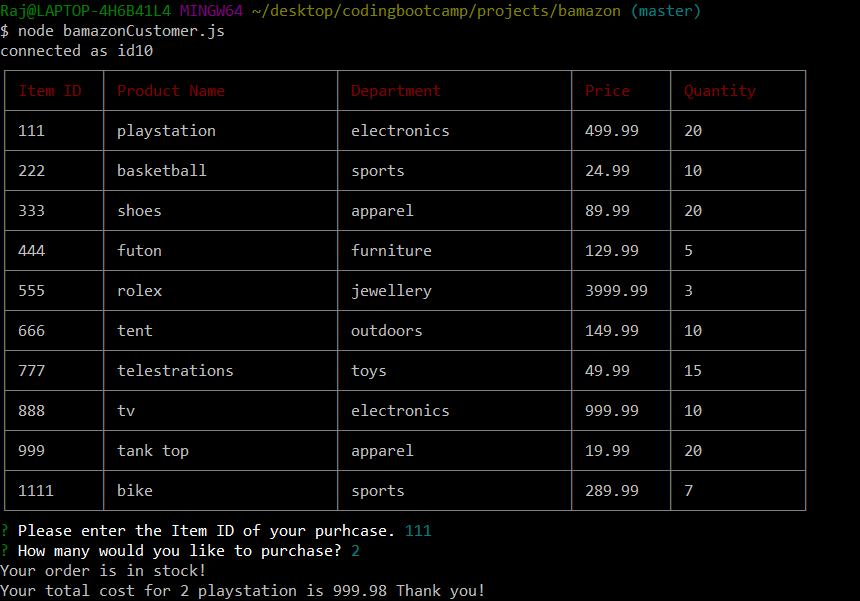 Raj@LAPTOP-4H6B41L4 MINGW64 ~/desktop/codingbootcamp/projects/bamazon (master)
$ node bamazonCustomer.js
connected as id10
Item ID Product Name Department Price Quantity
111 playstation electronics 499.99 20
222 basketball sports 24.99 10
333 shoes apparel 89.99 20
444 futon furniture 129.99 5
555 rolex jewellery 3999.99 3
666 tent outdoors 149.99 10
777 telestrations toys 49.99 15
888 tv electronics 999.99 10
999 tank top apparel 19.99 20
1111 bike sports 289.99 7
? Please enter the Item ID of your purhcase. 111
? How many would you like to purchase? 2
Your order is in stock!
Your total cost for 2 playstation is 999.98 Thank you!